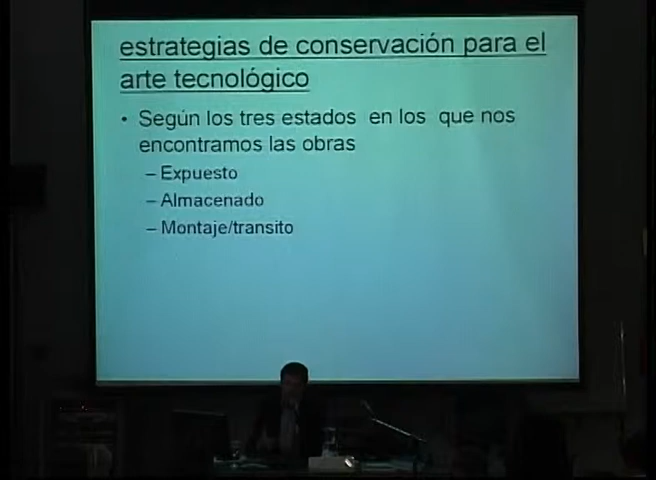 estrategias de conservación para el
arte tecnológico
• Según los tres estados en los que nos
encontramos las obras
– Expuesto
– Almacenado
– Montaje/transito